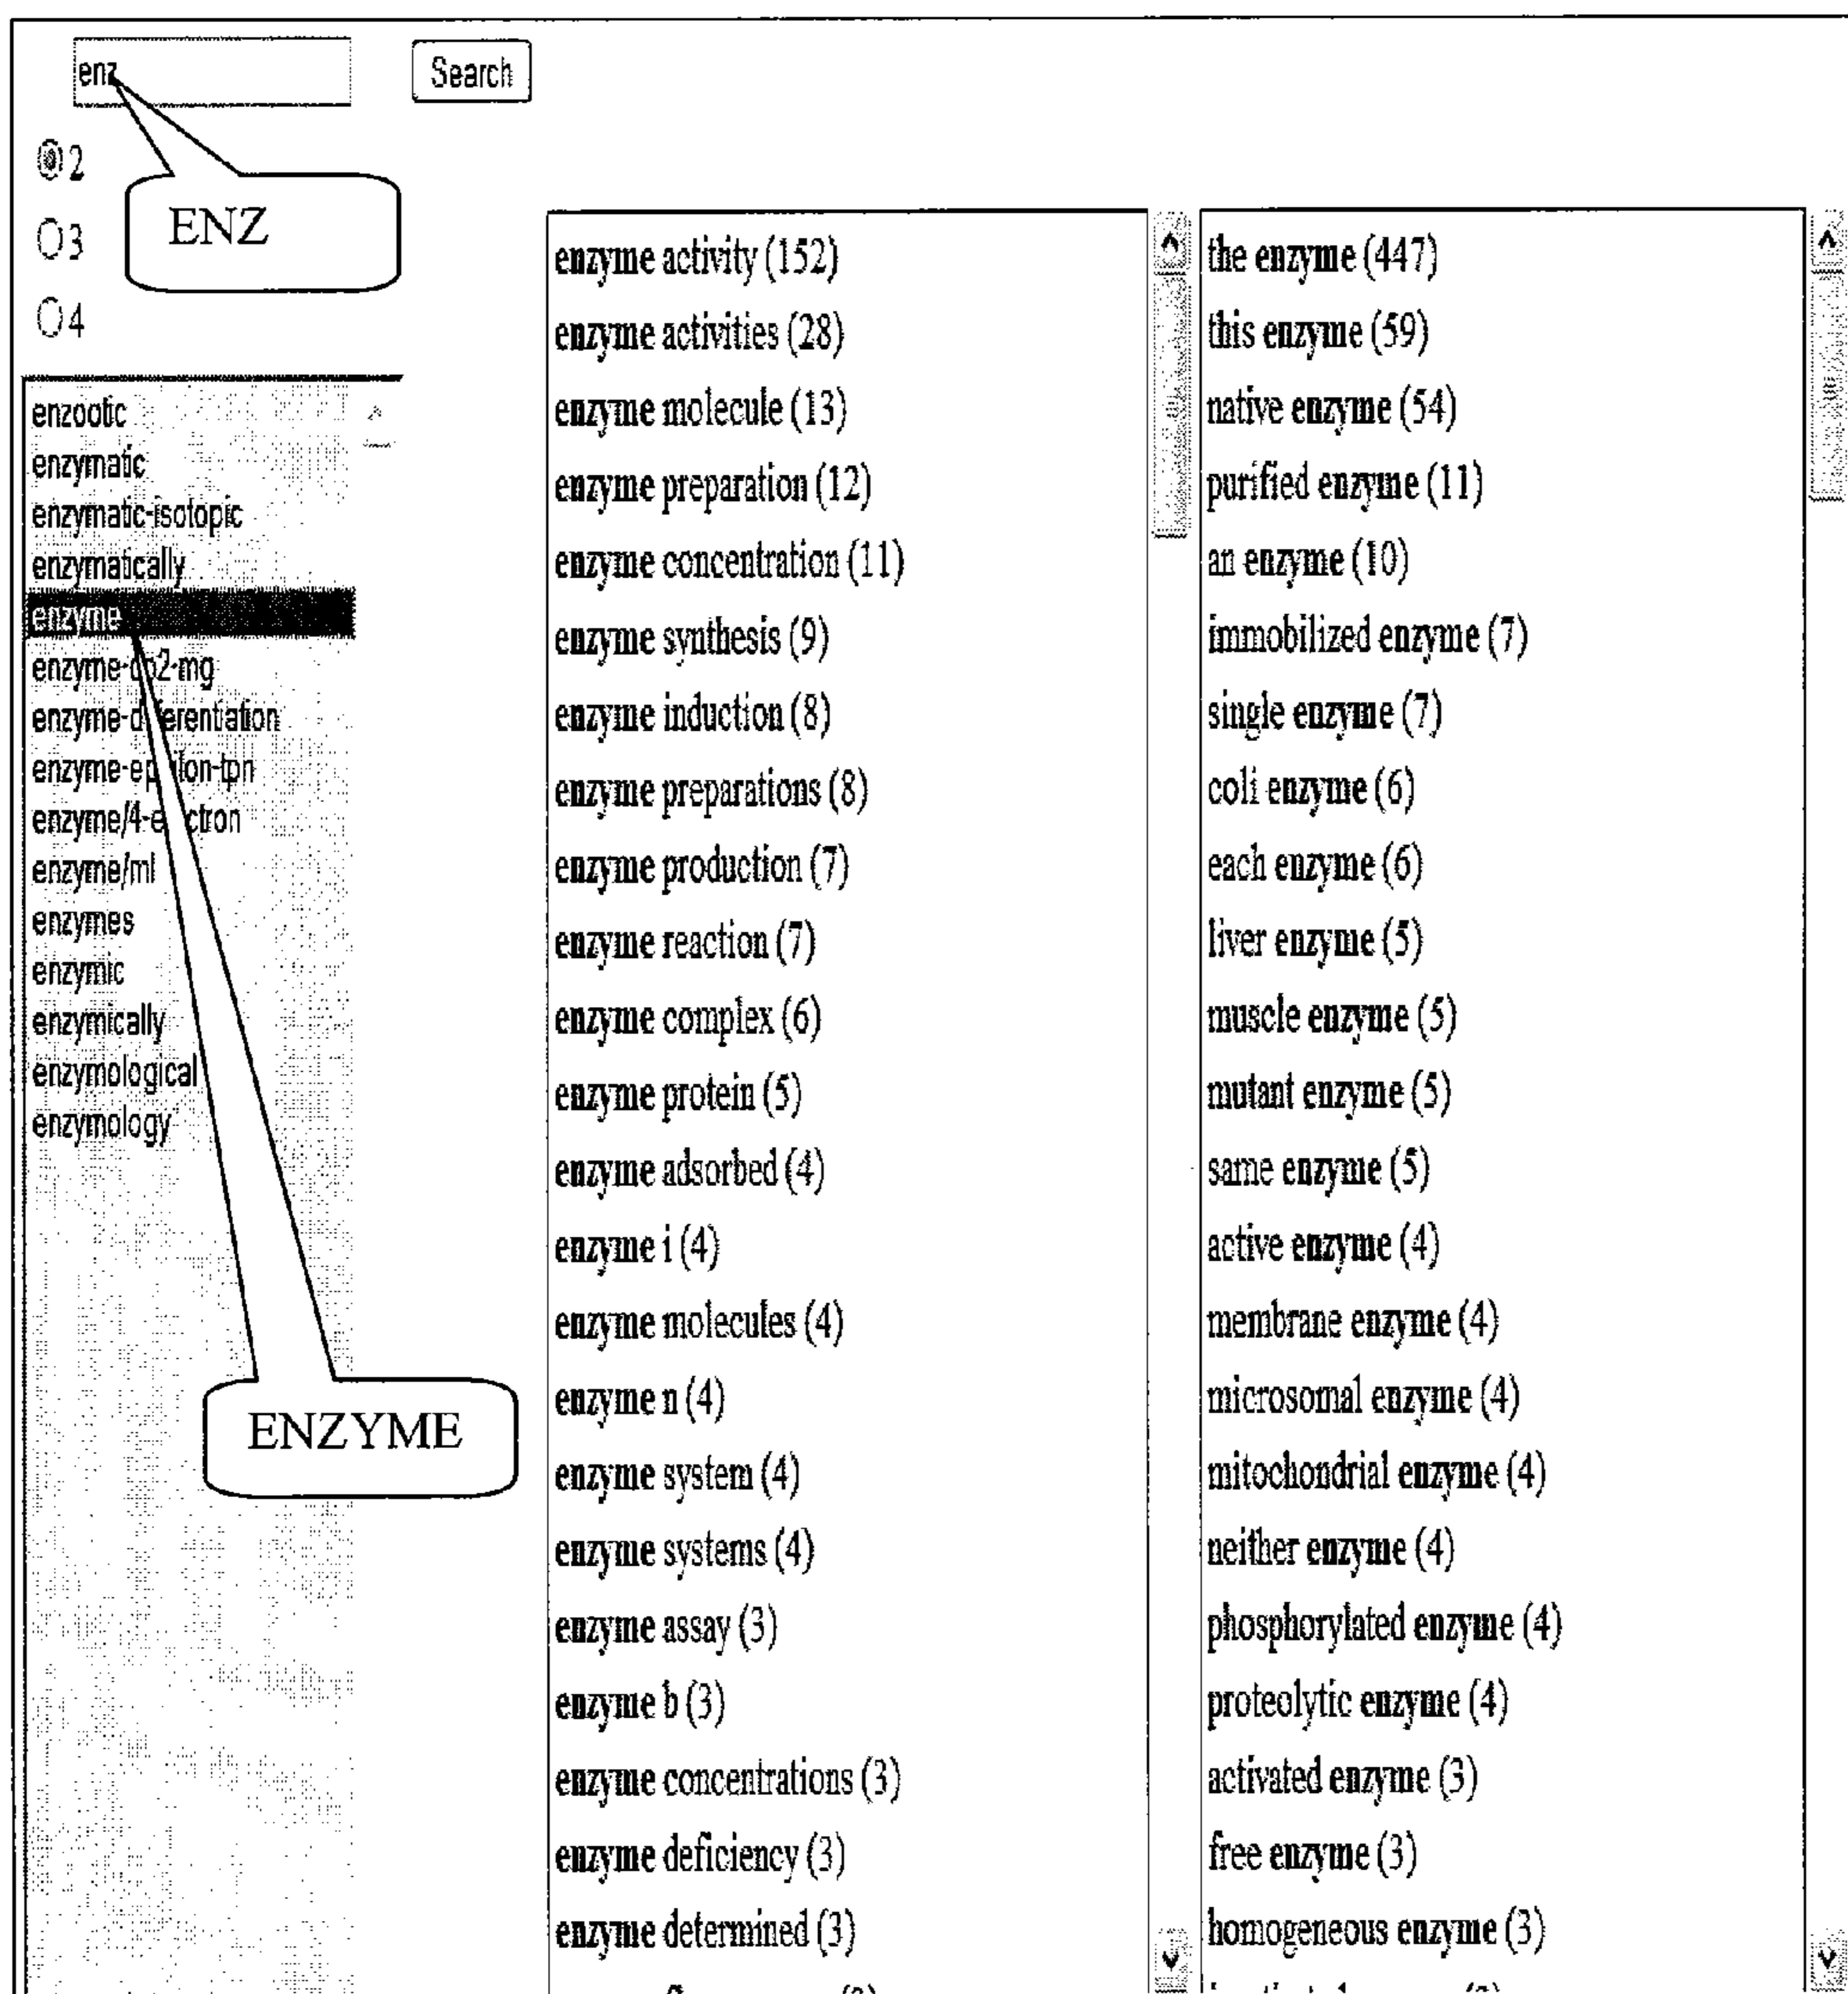 enz
Search
2
ENZ
3
4
enzootic
enzymatic
enzymatic-isotopic
enzymatically
enzyme
enzyme-mg
enzymes
enzyme/ml
enzymic
enzymically
enzymological
enzymology
ENZYME
enzyme activity (152)
enzyme activities (28)
enzyme molecule (13)
enzyme preparation (12)
enzyme concentration (11)
enzyme synthesis (9)
enzyme induction (8)
enzyme preparations (8)
enzyme production (7)
enzyme reaction (7)
enzyme complex (6)
enzyme protein (5)
enzyme adsorbed (4)
enzyme i (4)
enzyme molecules (4)
enzyme n (4)
enzyme system (4)
enzyme systems (4)
enzyme assay (3)
enzyme b (3)
enzyme concentrations (3)
enzyme deficiency (3)
enzyme determined (3)
the enzyme (447)
this enzyme (59)
native enzyme (54)
purified enzyme (11)
an enzyme (10)
immobilized enzyme (7)
single enzyme (7)
coli enzyme (6)
each enzyme (6)
liver enzyme (5)
muscle enzyme (5)
mutant enzyme (5)
same enzyme (5)
active enzyme (4)
membrane enzyme (4)
microsomal enzyme (4)
mitochondrial enzyme (4)
neither enzyme (4)
phosphorylated enzyme (4)
proteolytic enzyme (4)
activated enzyme (3)
free enzyme (3)
homogeneous enzyme (3)